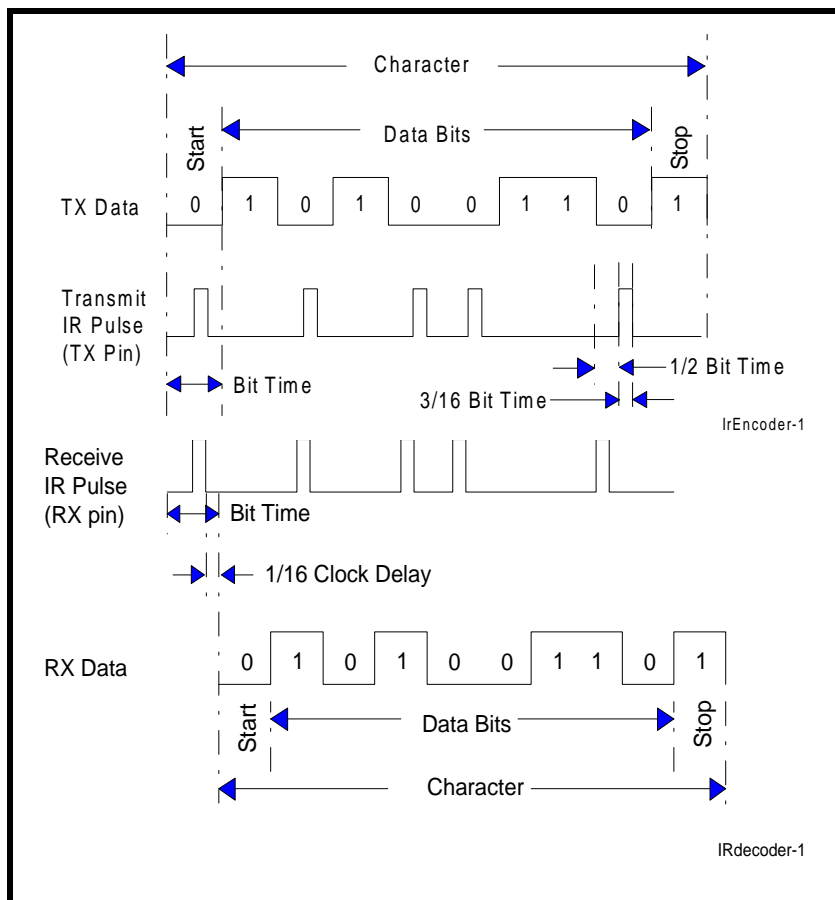 Character
Start
Data Bits
Stop
TX Data
0 1 0 1 0 0 1 1 0 1
Transmit
IR Pulse
(TX Pin)
Bit Time
1/2 Bit Time
3/16 Bit Time
IrEncoder-1
Receive
IR Pulse
(RX pin)
Bit Time
1/16 Clock Delay
RX Data
0 1 0 1 0 0 1 1 0 1
Start
Data Bits
Stop
Character
IRdecoder-1